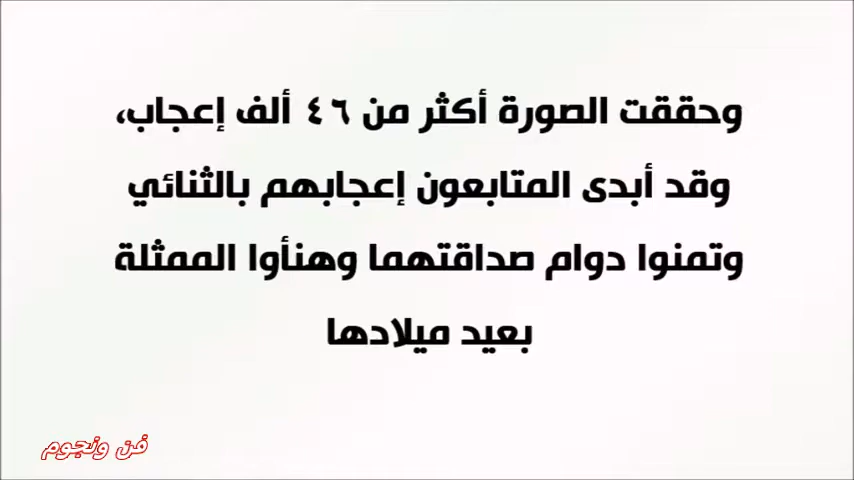 وحققت الصورة أكثر من ٤٦ ألف إعجاب،
وقد أبدى المتابعون إعجابهم بالثنائي
وتمنوا دوام صداقتهما وهنأوا الممثلة
بعيد ميلادها
فن ونجوم